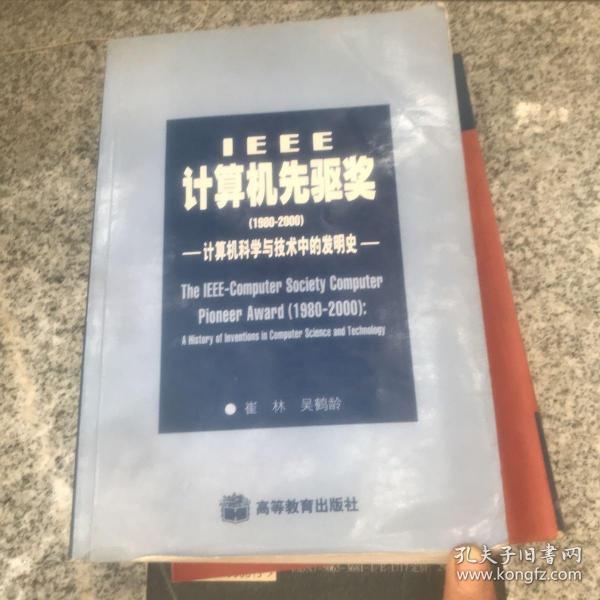 IEEE
计算机先驱奖
(1980-2000)
—计算机科学与技术中的发明史—
The IEEE-Computer Society Computer
Pioneer Award (1980-2000):
A History of Inventions in Computer Science and Technology
崔 林 吴鹤龄
高等教育出版社
孔夫子旧书网
www.kongfz.com